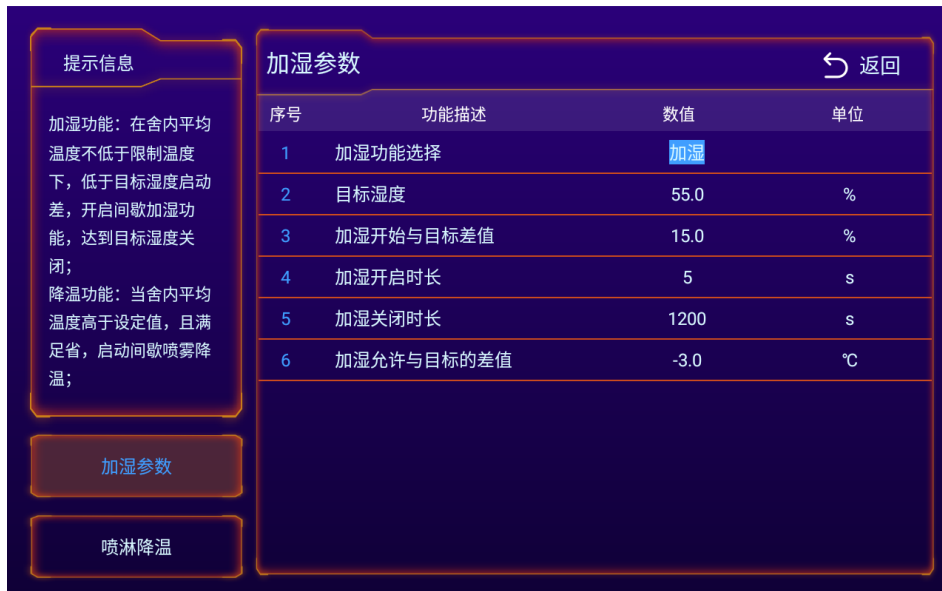 提示信息
加湿功能：在舍内平均
温度不低于限制温度
下，低于目标湿度启动
差，开启间歇加湿功
能，达到目标湿度关
闭；
降温功能：当舍内平均
温度高于设定值，且满
足省，启动间歇喷雾降
温；
加湿参数
喷淋降温
加湿参数 返回
序号 功能描述 数值 单位
1 加湿功能选择 加湿
2 目标湿度 55.0 %
3 加湿开始与目标差值 15.0 %
4 加湿开启时长 5 s
5 加湿关闭时长 1200 s
6 加湿允许与目标的差值 -3.0 ℃